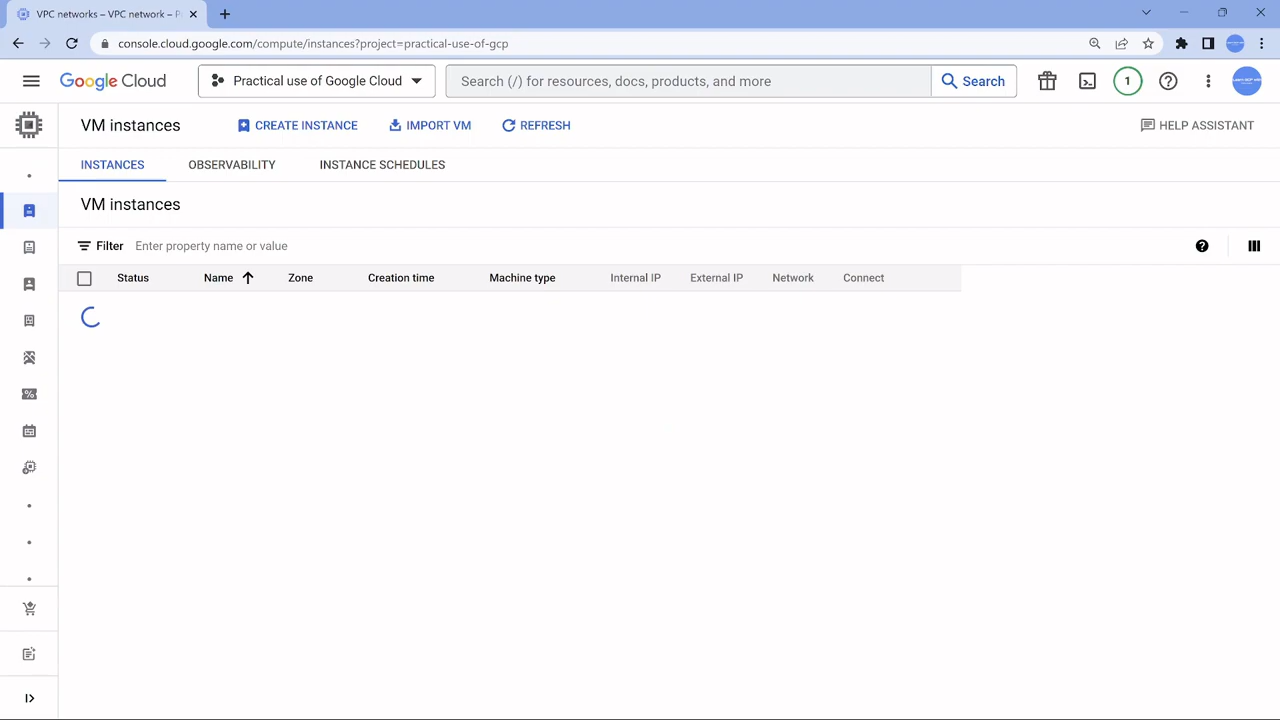 VPC networks – VPC network – P
console.cloud.google.com/compute/instances?project=practical-use-of-gcp
Google Cloud
Practical use of Google Cloud
Search (/) for resources, docs, products, and more
Search
1
VM instances
CREATE INSTANCE
IMPORT VM
REFRESH
HELP ASSISTANT
INSTANCES
OBSERVABILITY
INSTANCE SCHEDULES
VM instances
Filter Enter property name or value
Status Name Zone Creation time Machine type Internal IP External IP Network Connect